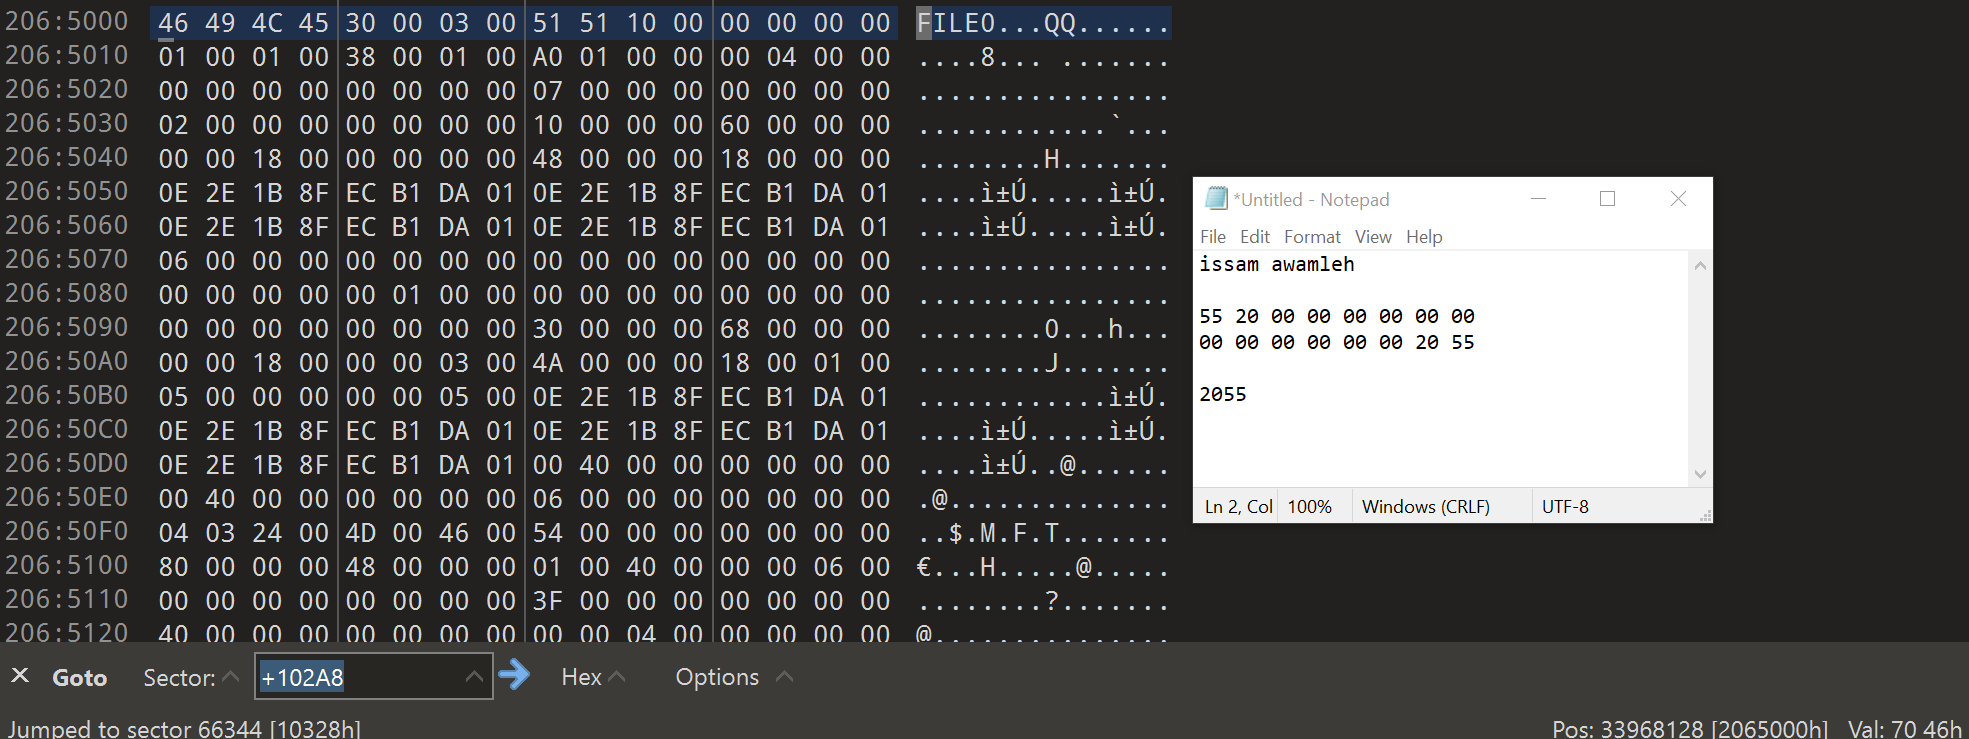 206:5000 46 49 4C 45 30 00 03 00 51 51 10 00 00 00 00 00 FILE0...QQ......
206:5010 01 00 01 00 38 00 01 00 A0 01 00 00 00 04 00 00 ....8... .......
206:5020 00 00 00 00 00 00 00 00 07 00 00 00 00 00 00 00 ................
206:5030 02 00 00 00 00 00 00 00 10 00 00 00 60 00 00 00 ............`...
206:5040 00 00 18 00 00 00 00 00 48 00 00 00 18 00 00 00 ........H.......
206:5050 0E 2E 1B 8F EC B1 DA 01 0E 2E 1B 8F EC B1 DA 01 ....ì±Ú.....ì±Ú.
206:5060 0E 2E 1B 8F EC B1 DA 01 0E 2E 1B 8F EC B1 DA 01 ....ì±Ú.....ì±Ú.
206:5070 06 00 00 00 00 00 00 00 00 00 00 00 00 00 00 00 ................
206:5080 00 00 00 00 00 01 00 00 00 00 00 00 00 00 00 00 ................
206:5090 00 00 00 00 00 00 00 00 30 00 00 00 68 00 00 00 ........0...h...
206:50A0 00 00 18 00 00 00 03 00 4A 00 00 00 18 00 01 00 ........J.......
206:50B0 05 00 00 00 00 00 05 00 0E 2E 1B 8F EC B1 DA 01 ............ì±Ú.
206:50C0 0E 2E 1B 8F EC B1 DA 01 0E 2E 1B 8F EC B1 DA 01 ....ì±Ú.....ì±Ú.
206:50D0 0E 2E 1B 8F EC B1 DA 01 00 40 00 00 00 00 00 00 ....ì±Ú..@......
206:50E0 00 40 00 00 00 00 00 00 06 00 00 00 00 00 00 00 .@..............
206:50F0 04 03 24 00 4D 00 46 00 54 00 00 00 00 00 00 00 ..$.M.F.T.......
206:5100 80 00 00 00 48 00 00 00 01 00 40 00 00 00 06 00 €...H.....@.....
206:5110 00 00 00 00 00 00 00 00 3F 00 00 00 00 00 00 00 ........?.......
206:5120 40 00 00 00 00 00 00 00 00 00 04 00 00 00 00 00 @...............
*Untitled - Notepad
File Edit Format View Help
issam awamleh
55 20 00 00 00 00 00 00
00 00 00 00 00 00 20 55
2055
Ln 2, Col 100% Windows (CRLF) UTF-8
Goto Sector: +102A8 Hex Options
Jumped to sector 66344 [10328h] Pos: 33968128 [2065000h] Val: 70 46h